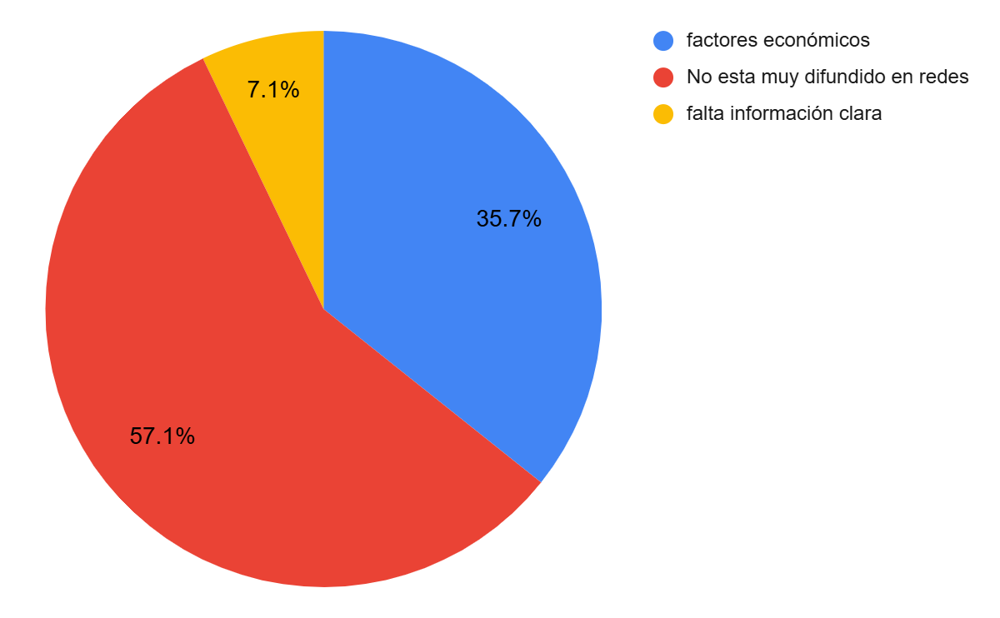 factores económicos
No esta muy difundido en redes
falta información clara
7.1%
35.7%
57.1%